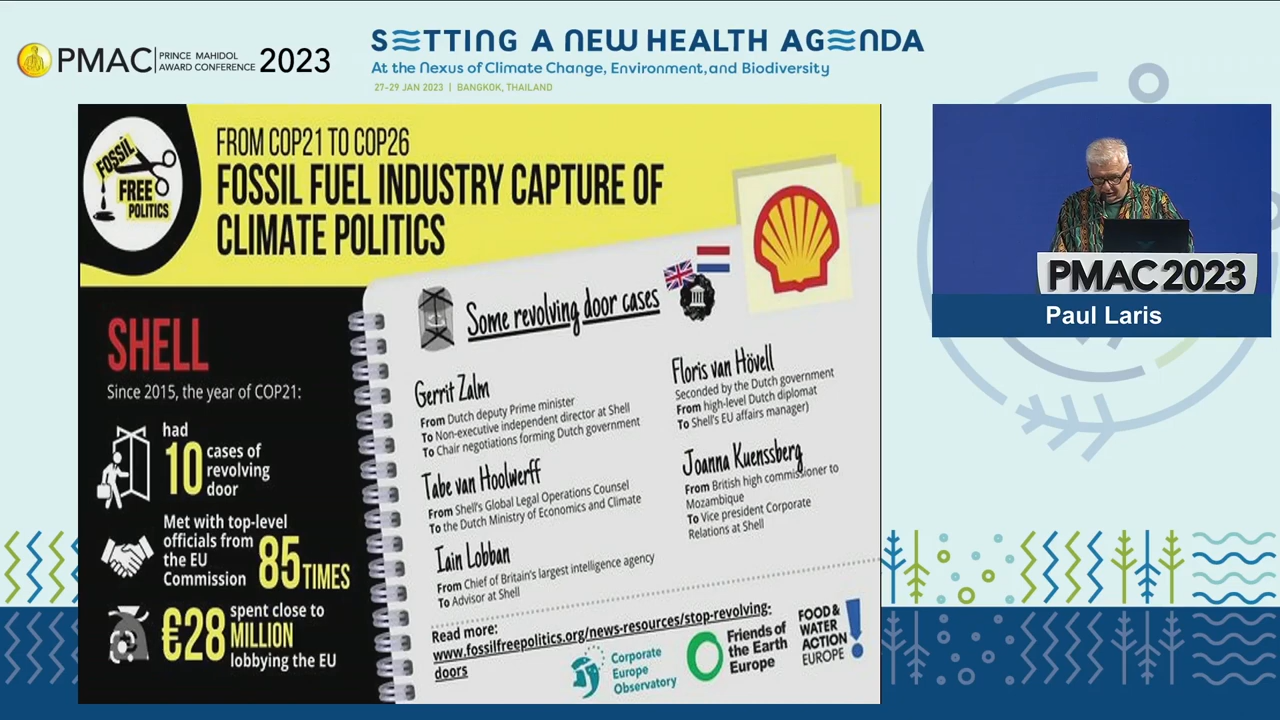 PMAC
PRINCE MAHIDOL
AWARD CONFERENCE
2023
SETTING A NEW HEALTH AGENDA
At the Nexus of Climate Change, Environment, and Biodiversity
27-29 JAN 2023 | BANGKOK, THAILAND
FOSSIL
FREE
POLITICS
FROM COP21 TO COP26
FOSSIL FUEL INDUSTRY CAPTURE OF
CLIMATE POLITICS
SHELL
Since 2015, the year of COP21:
had
10 cases of
revolving
door
Met with top-level
officials from
the EU
Commission
85 TIMES
€28 spent close to
MILLION
lobbying the EU
Some revolving door cases
Gerrit Zalm
From Dutch deputy Prime minister
To Non-executive independent director at Shell
To Chair negotiations forming Dutch government
Tabe van Hoolwerff
From Shell's Global Legal Operations Counsel
To the Dutch Ministry of Economics and Climate
Iain Lobban
From Chief of Britain's largest intelligence agency
To Advisor at Shell
Floris van Hövell
Seconded by the Dutch government
From high-level Dutch diplomat
To Shell's EU affairs manager)
Joanna Kuenssberg
From British high commissioner to
Mozambique
To Vice president Corporate
Relations at Shell
Read more:
www.fossilfreepolitics.org/news-resources/stop-revolving:
doors
Corporate
Europe
Observatory
Friends of
the Earth
Europe
FOOD&
WATER
ACTION
EUROPE
PMAC 2023
Paul Laris